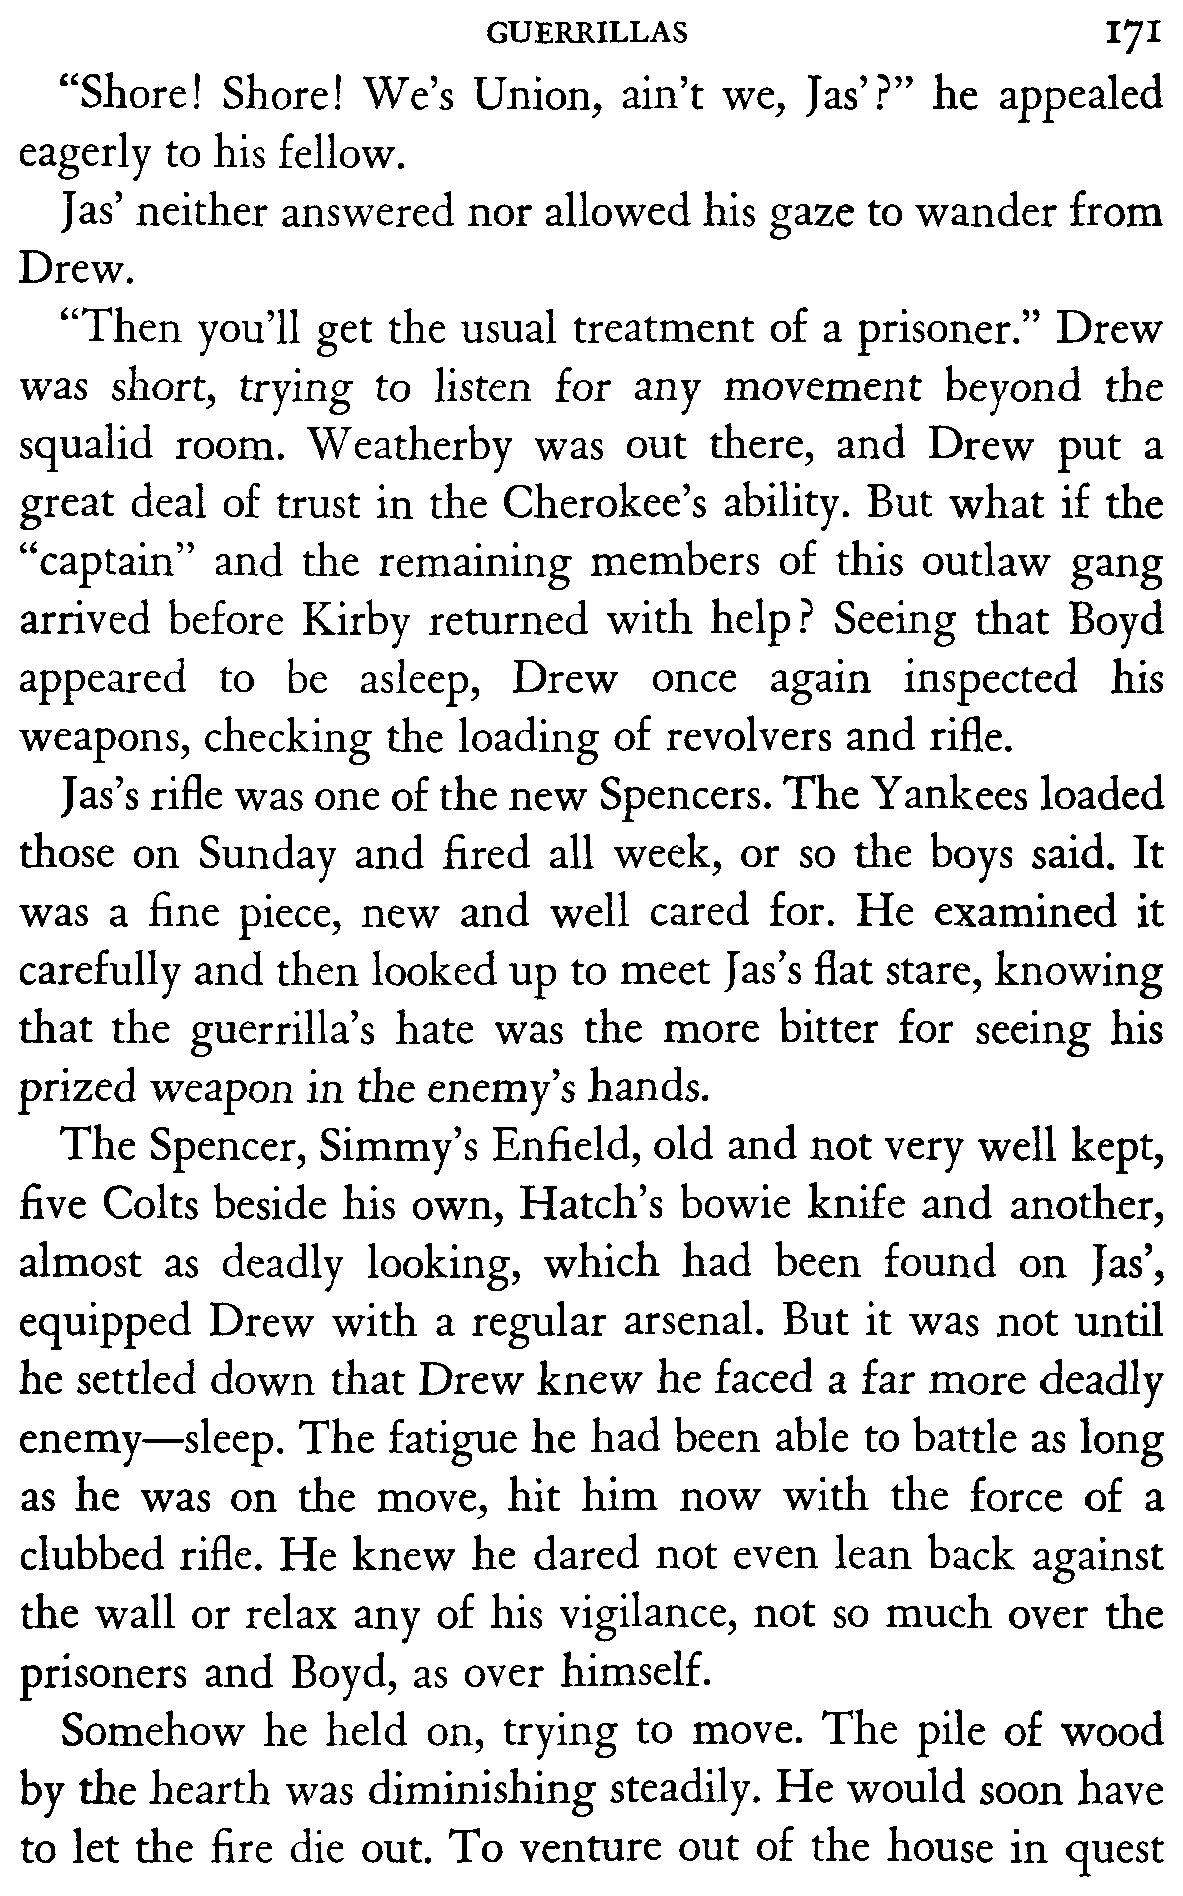 GUERRILLAS 171
“Shore! Shore! We’s Union, ain’t we, Jas’?” he appealed
eagerly to his fellow.
Jas’ neither answered nor allowed his gaze to wander from
Drew.
“Then you’ll get the usual treatment of a prisoner.” Drew
was short, trying to listen for any movement beyond the
squalid room. Weatherby was out there, and Drew put a
great deal of trust in the Cherokee’s ability. But what if the
“captain” and the remaining members of this outlaw gang
arrived before Kirby returned with help? Seeing that Boyd
appeared to be asleep, Drew once again inspected his
weapons, checking the loading of revolvers and rifle.
Jas’s rifle was one of the new Spencers. The Yankees loaded
those on Sunday and fired all week, or so the boys said. It
was a fine piece, new and well cared for. He examined it
carefully and then looked up to meet Jas’s flat stare, knowing
that the guerrilla’s hate was the more bitter for seeing his
prized weapon in the enemy’s hands.
The Spencer, Simmy’s Enfield, old and not very well kept,
five Colts beside his own, Hatch’s bowie knife and another,
almost as deadly looking, which had been found on Jas’,
equipped Drew with a regular arsenal. But it was not until
he settled down that Drew knew he faced a far more deadly
enemy—sleep. The fatigue he had been able to battle as long
as he was on the move, hit him now with the force of a
clubbed rifle. He knew he dared not even lean back against
the wall or relax any of his vigilance, not so much over the
prisoners and Boyd, as over himself.
Somehow he held on, trying to move. The pile of wood
by the hearth was diminishing steadily. He would soon have
to let the fire die out. To venture out of the house in quest